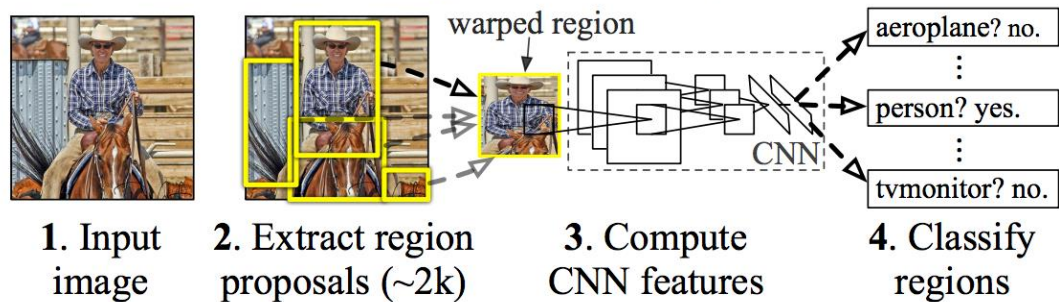 warped region
aeroplane? no.
person? yes.
CNN
tvmonitor? no.
1. Input
image
2. Extract region
proposals (~2k)
3. Compute
CNN features
4. Classify
regions